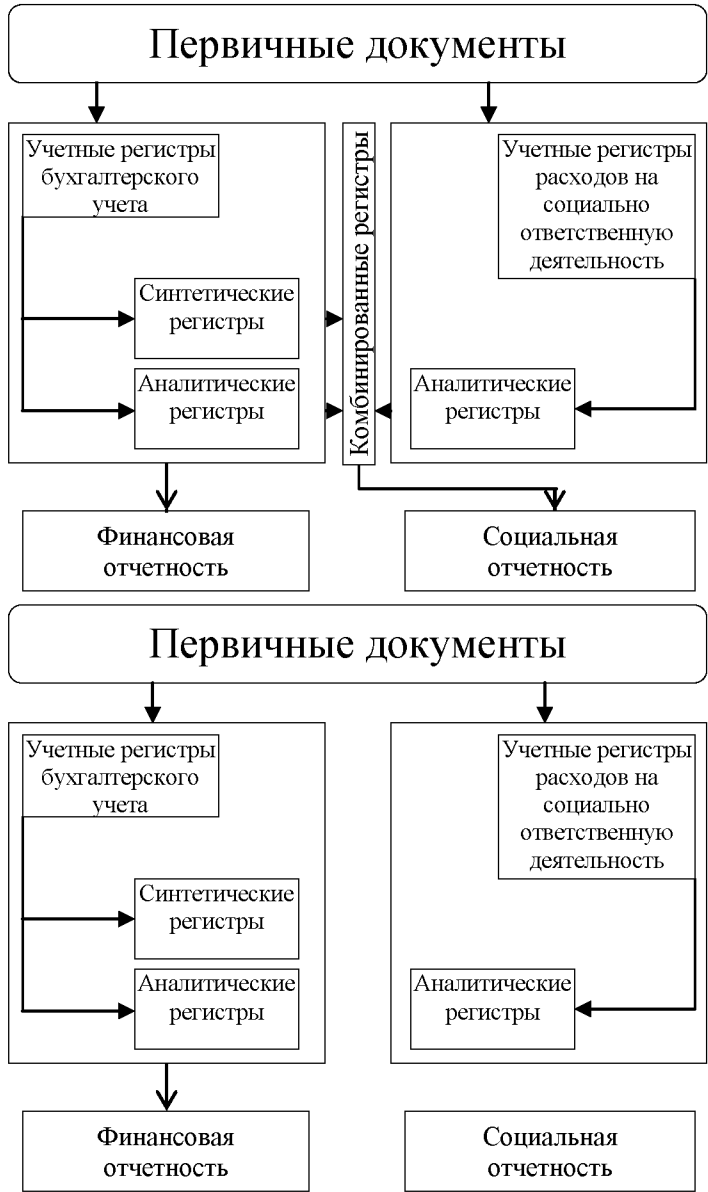 Первичные документы
Учетные регистры
бухгалтерского
учета
Синтетические
регистры
Аналитические
регистры
Комбинированные регистры
Учетные регистры
расходов на
социально
ответственную
деятельность
Аналитические
регистры
Финансовая
отчетность
Социальная
отчетность
Первичные документы
Учетные регистры
бухгалтерского
учета
Синтетические
регистры
Аналитические
регистры
Учетные регистры
расходов на
социально
ответственную
деятельность
Аналитические
регистры
Финансовая
отчетность
Социальная
отчетность